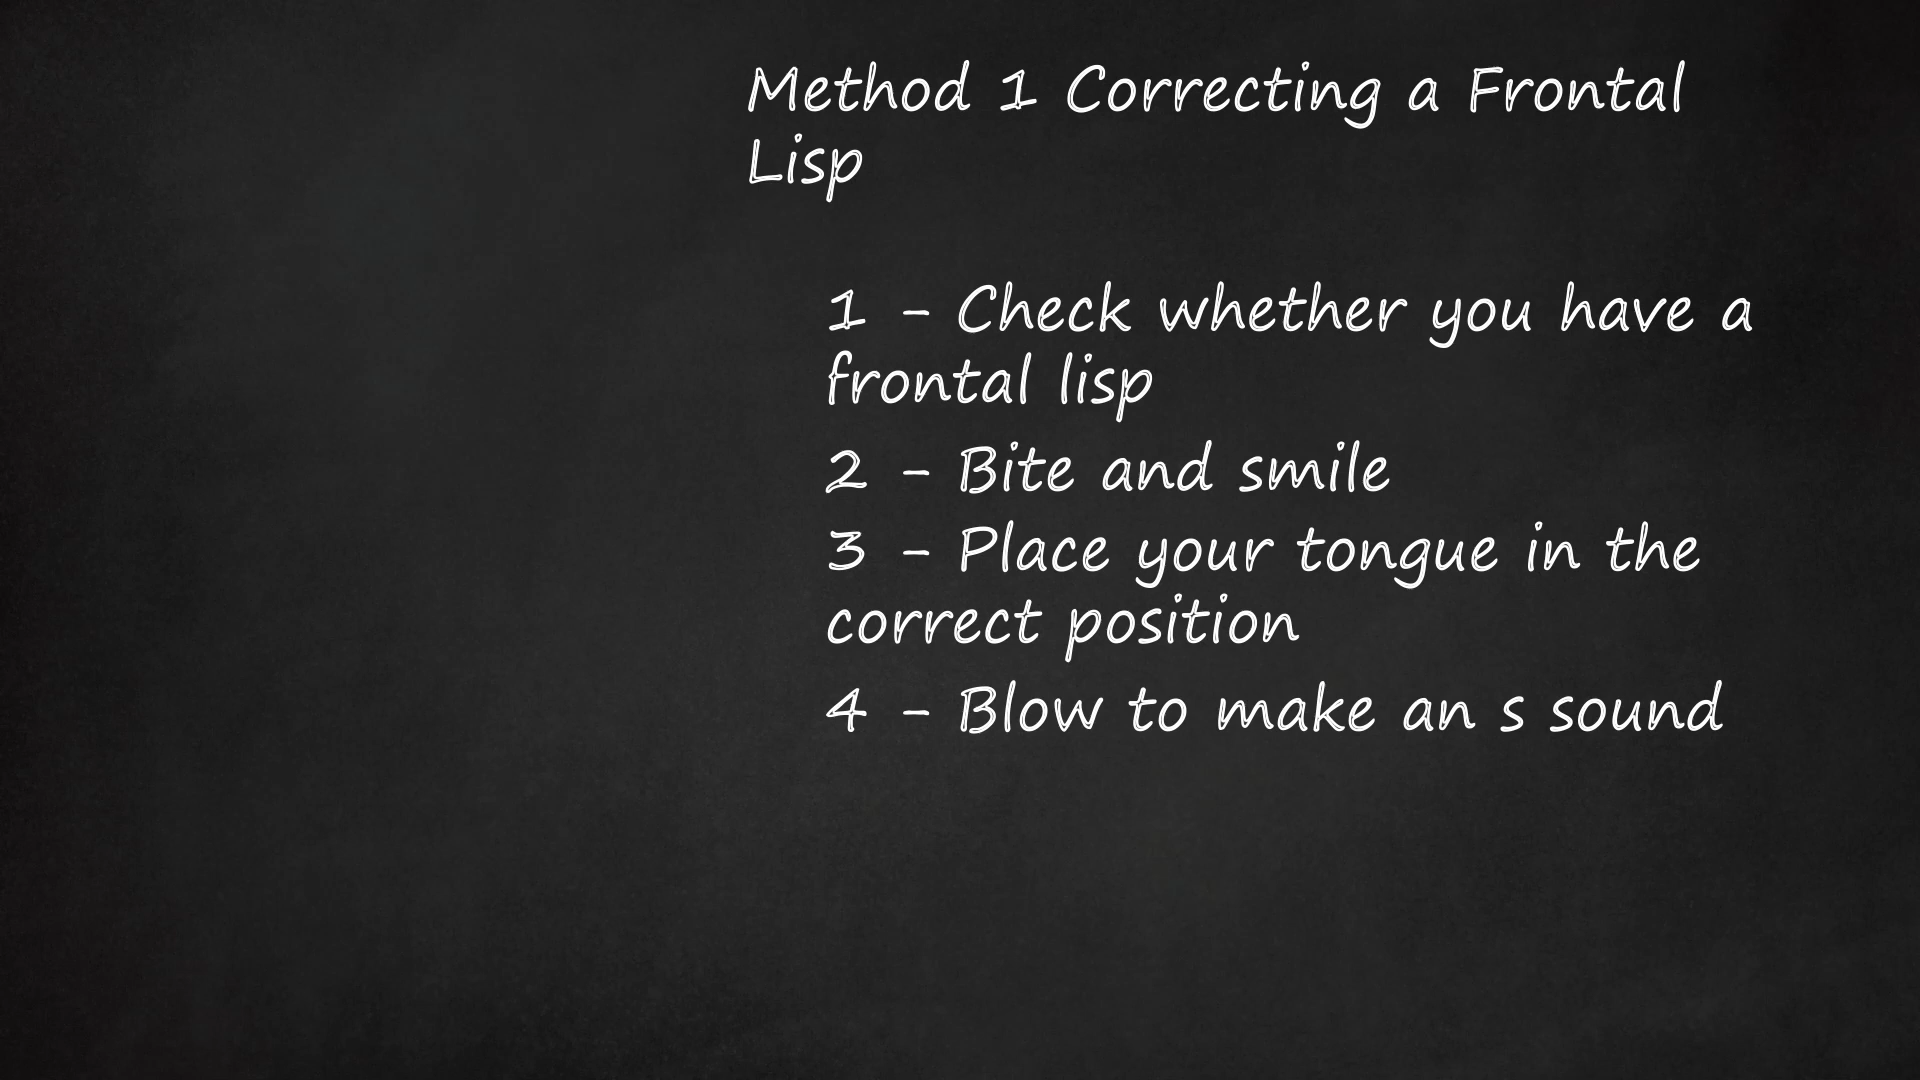 Method 1 Correcting a Frontal
Lisp
1 - Check whether you have a
frontal lisp
2 - Bite and smile
3 - Place your tongue in the
correct position
4 - Blow to make an s sound